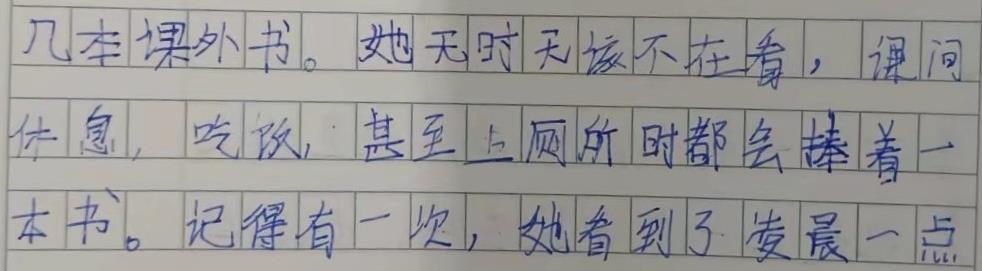 几本课外书。她无时无该不在看，课间
休息，吃饭，甚至上厕所时都会捧着一
本书。记得有一次，她看到了凌晨一点